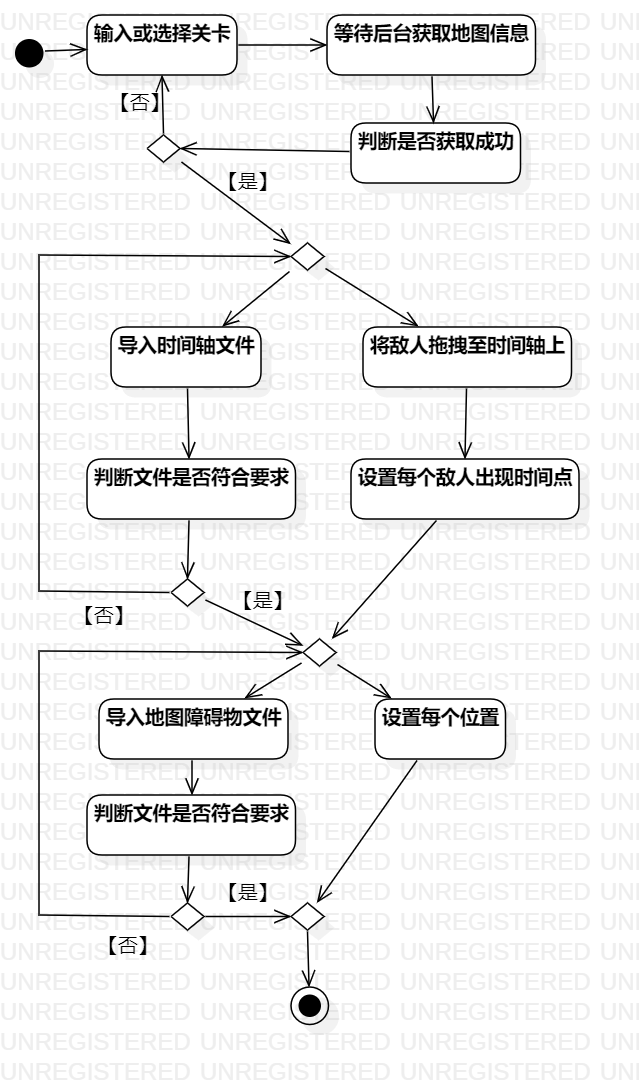 输入或选择关卡
等待后台获取地图信息
【否】
判断是否获取成功
【是】
导入时间轴文件
将敌人拖拽至时间轴上
判断文件是否符合要求
设置每个敌人出现时间点
【否】
【是】
导入地图障碍物文件
设置每个位置
判断文件是否符合要求
【是】
【否】
UNREGISTERED